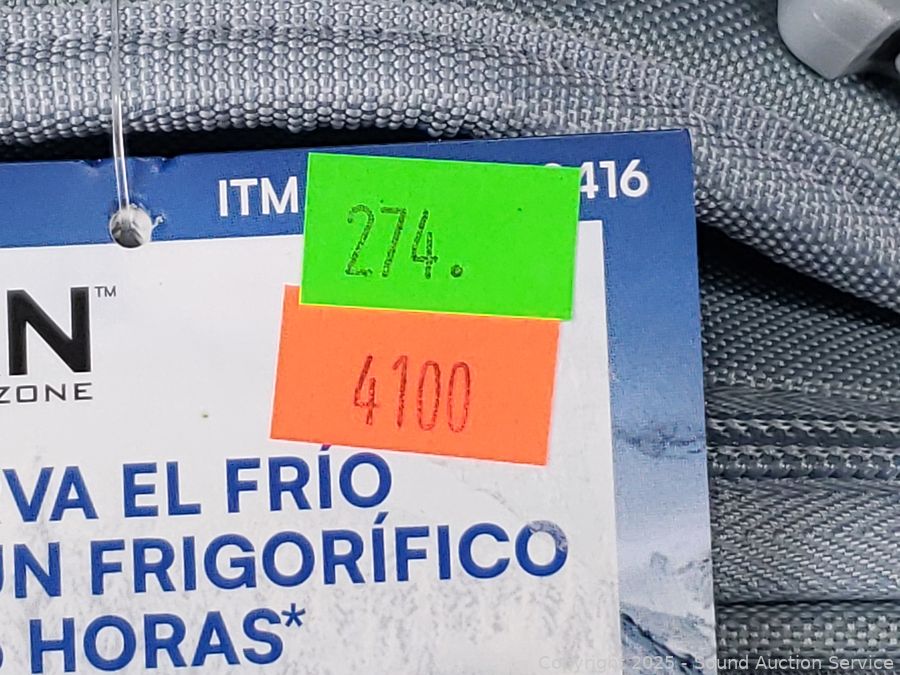 ITM
416
274.
4100
N™
ZONE
VA EL FRÍO
UN FRIGORÍFICO
HORAS*
Copyright 2025 - Sound Auction Service